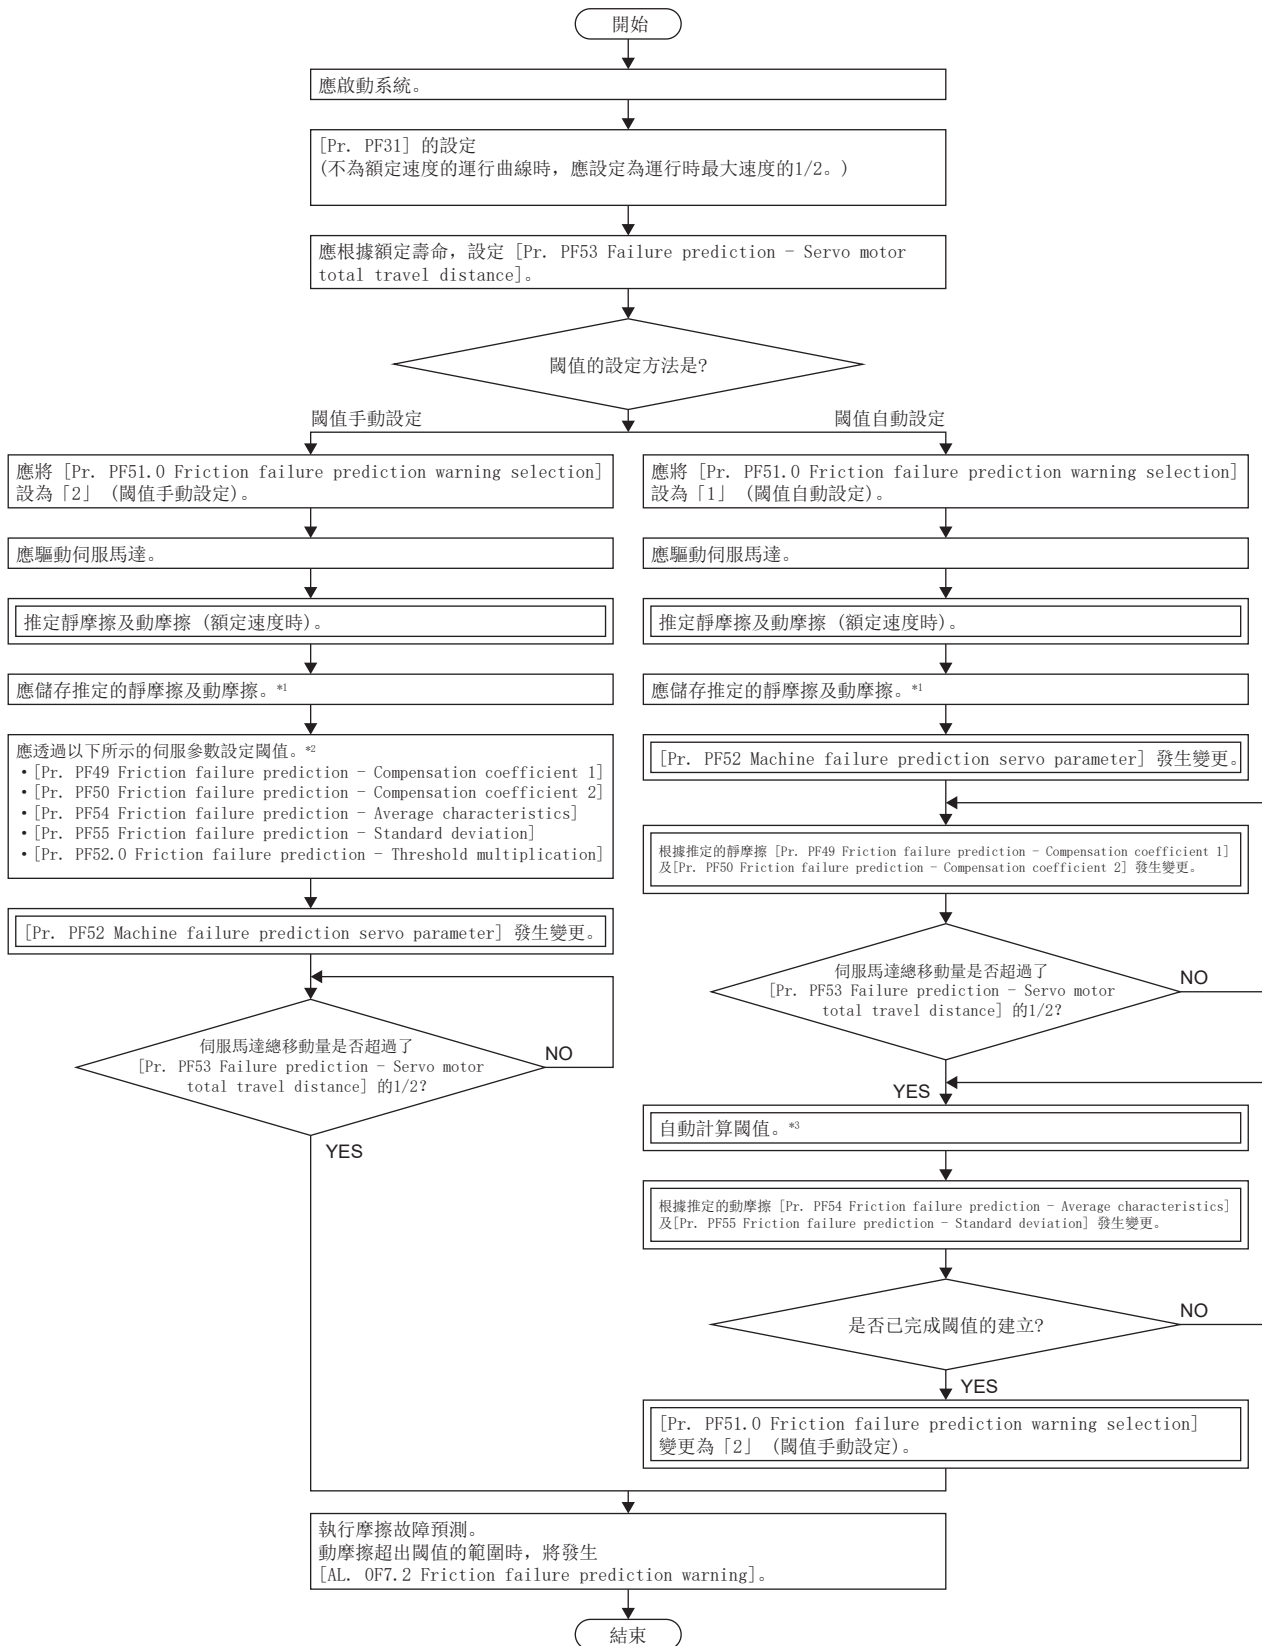 開始
應啟動系統。
[Pr. PF31] 的設定
(不為額定速度的運行曲線時，應設定為運行時最大速度的1/2。)
應根據額定壽命，設定 [Pr. PF53 Failure prediction - Servo motor
total travel distance]。
閾值的設定方法是?
閾值手動設定
閾值自動設定
應將 [Pr. PF51.0 Friction failure prediction warning selection]
設為「2」 (閾值手動設定)。
應驅動伺服馬達。
推定靜摩擦及動摩擦 (額定速度時)。
應儲存推定的靜摩擦及動摩擦。*1
應透過以下所示的伺服參數設定閾值。*2
・[Pr. PF49 Friction failure prediction - Compensation coefficient 1]
・[Pr. PF50 Friction failure prediction - Compensation coefficient 2]
・[Pr. PF54 Friction failure prediction - Average characteristics]
・[Pr. PF55 Friction failure prediction - Standard deviation]
・[Pr. PF52.0 Friction failure prediction - Threshold multiplication]
[Pr. PF52 Machine failure prediction servo parameter] 發生變更。
伺服馬達總移動量是否超過了
[Pr. PF53 Failure prediction - Servo motor
total travel distance] 的1/2?
NO
YES
應將 [Pr. PF51.0 Friction failure prediction warning selection]
設為「1」 (閾值自動設定)。
應驅動伺服馬達。
推定靜摩擦及動摩擦 (額定速度時)。
應儲存推定的靜摩擦及動摩擦。*1
[Pr. PF52 Machine failure prediction servo parameter] 發生變更。
根據推定的靜摩擦 [Pr. PF49 Friction failure prediction - Compensation coefficient 1]
及[Pr. PF50 Friction failure prediction - Compensation coefficient 2] 發生變更。
伺服馬達總移動量是否超過了
[Pr. PF53 Failure prediction - Servo motor
total travel distance] 的1/2?
NO
YES
自動計算閾值。*3
根據推定的動摩擦 [Pr. PF54 Friction failure prediction - Average characteristics]
及[Pr. PF55 Friction failure prediction - Standard deviation] 發生變更。
是否已完成閾值的建立?
NO
YES
[Pr. PF51.0 Friction failure prediction warning selection]
變更為「2」 (閾值手動設定)。
執行摩擦故障預測。
動摩擦超出閾值的範圍時，將發生
[AL. 0F7.2 Friction failure prediction warning]。
結束